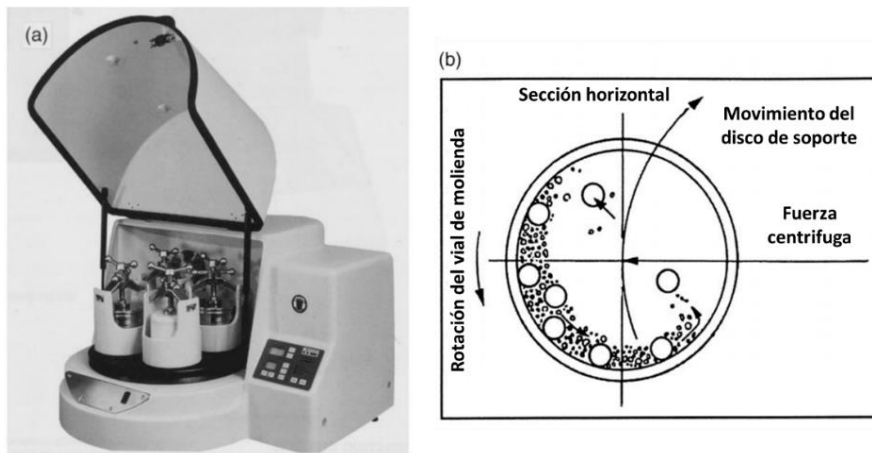 (a)
(b)
Sección horizontal
Movimiento del
disco de soporte
Fuerza
centrifuga
Rotación del vial de molienda